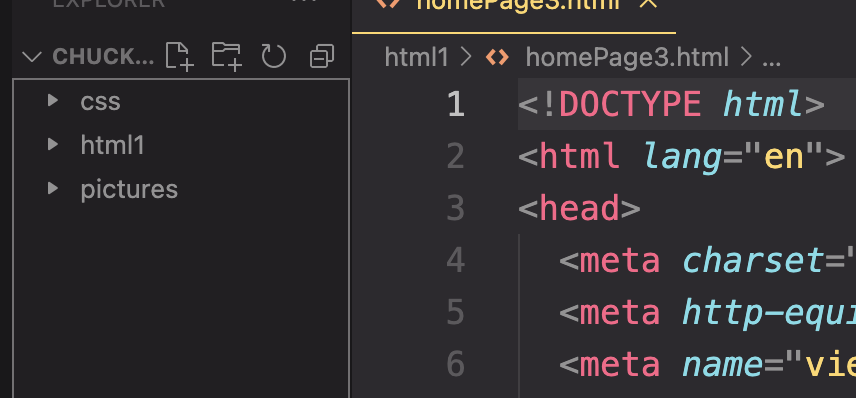 EXPLORER ...
homePage3.html
CHUCK...
html1 > homePage3.html > ...
css
html1
pictures
1 <!DOCTYPE html>
2 <html lang="en">
3 <head>
4 <meta charset="
5 <meta http-equi
6 <meta name="vie